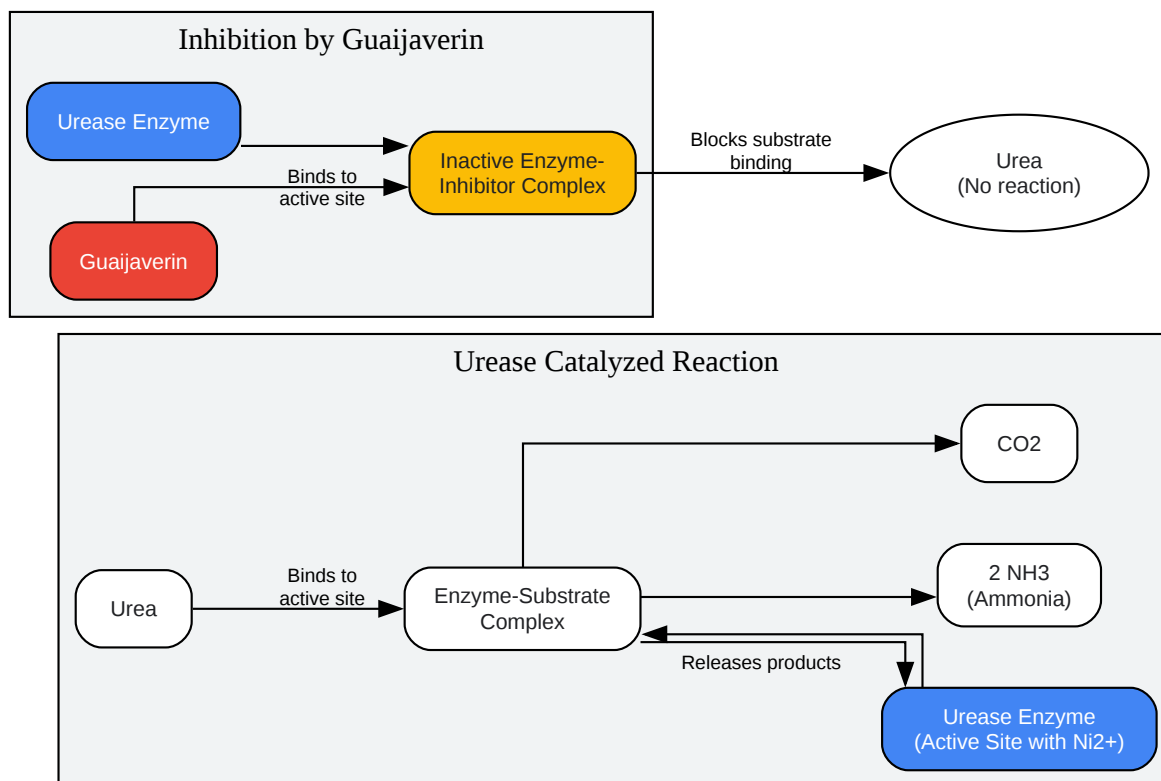 Inhibition by Guaijaverin
Urease Enzyme
Guaijaverin
Binds to
active site
Inactive Enzyme-
Inhibitor Complex
Blocks substrate
binding
Urea
(No reaction)
Urease Catalyzed Reaction
Urea
Binds to
active site
Enzyme-Substrate
Complex
CO2
2 NH3
(Ammonia)
Releases products
Urease Enzyme
(Active Site with Ni2+)